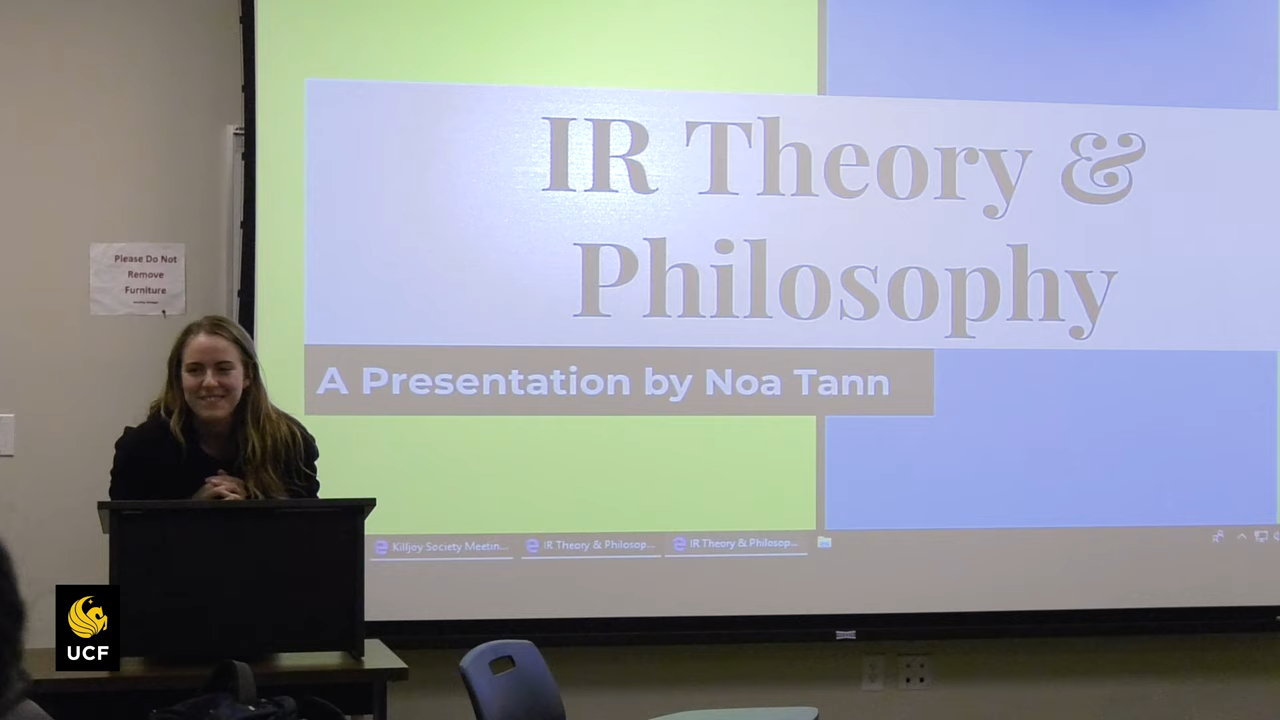 IR Theory &
Philosophy
A Presentation by Noa Tann
Please Do Not
Remove
Furniture
Killjoy Society Meetin...
IR Theory & Philosop...
IR Theory & Philosop...
UCF